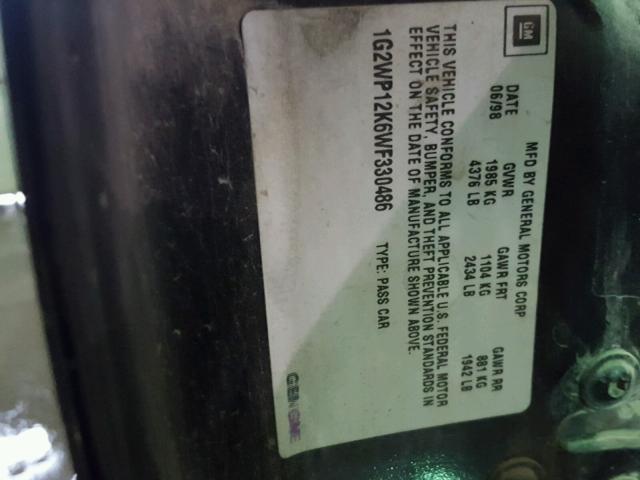 GM
MFD BY GENERAL MOTORS CORP
DATE GVWR GAWR FRT GAWR RR
06/98 1985 KG 1104 KG 881 KG
4376 LB 2434 LB 1942 LB
THIS VEHICLE CONFORMS TO ALL APPLICABLE U.S. FEDERAL MOTOR
VEHICLE SAFETY, BUMPER, AND THEFT PREVENTION STANDARDS IN
EFFECT ON THE DATE OF MANUFACTURE SHOWN ABOVE.
1G2WP12K6WF330486 TYPE: PASS CAR